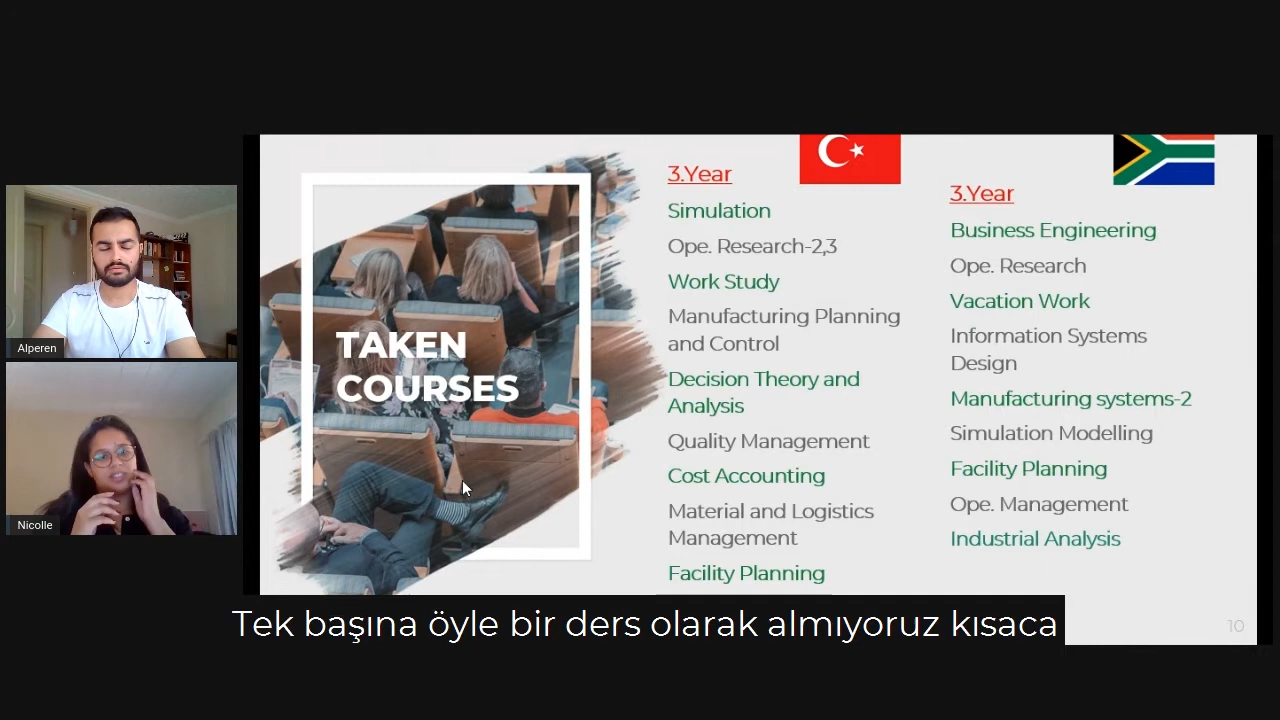 Alperen
Nicolle
TAKEN
COURSES
3.Year
Simulation
Ope. Research-2,3
Work Study
Manufacturing Planning
and Control
Decision Theory and
Analysis
Quality Management
Cost Accounting
Material and Logistics
Management
Facility Planning
3.Year
Business Engineering
Ope. Research
Vacation Work
Information Systems
Design
Manufacturing systems-2
Simulation Modelling
Facility Planning
Ope. Management
Industrial Analysis
Tek başına öyle bir ders olarak almıyoruz kısaca
10